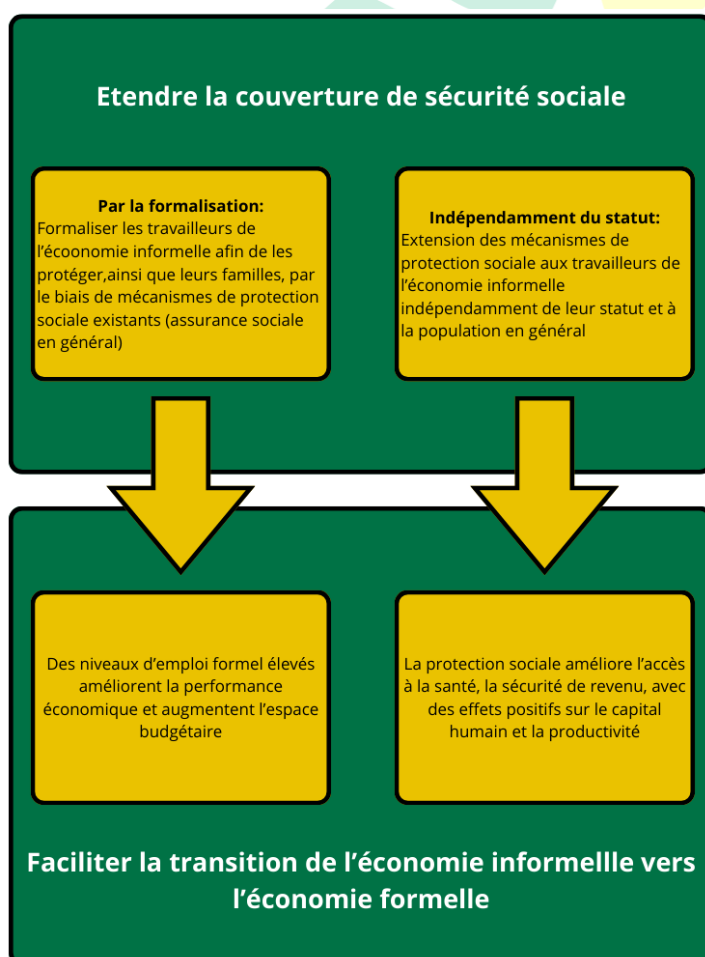 Etendre la couverture de sécurité sociale
Par la formalisation:
Formaliser les travailleurs de
l'écoonomie informelle afin de les
protéger,ainsi que leurs familles, par
le biais de mécanismes de protection
sociale existants (assurance sociale
en général)
Indépendamment du statut:
Extension des mécanismes de
protection sociale aux travailleurs de
l'économie informelle
indépendamment de leur statut et à
la population en général
Des niveaux d'emploi formel élevés
améliorent la performance
économique et augmentent l'espace
budgétaire
La protection sociale améliore l'accès
à la santé, la sécurité de revenu, avec
des effets positifs sur le capital
humain et la productivité
Faciliter la transition de l'économie informellle vers
l'économie formelle